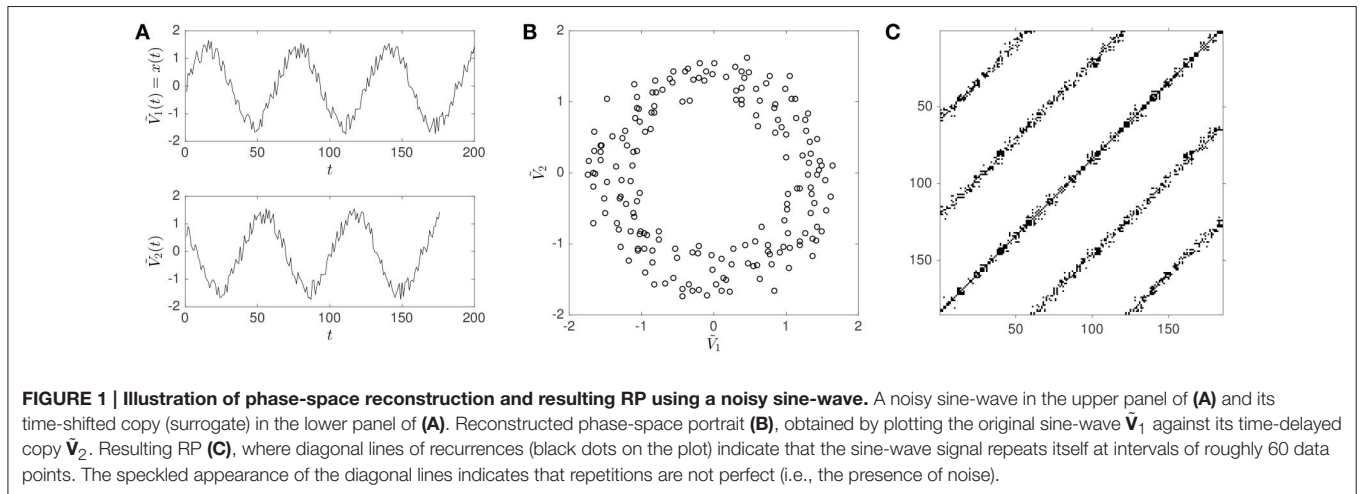 A
B
C
2
1
0
-1
-2
Ṽ₁(t) = x(t)
0 50 100 150 200
t
2
1
0
-1
-2
Ṽ₂(t)
0 50 100 150 200
t
2
1
0
-1
-2
Ṽ₂
-2 -1 0 1 2
Ṽ₁
50
100
150
50 100 150
FIGURE 1 | Illustration of phase-space reconstruction and resulting RP using a noisy sine-wave. A noisy sine-wave in the upper panel of (A) and its
time-shifted copy (surrogate) in the lower panel of (A). Reconstructed phase-space portrait (B), obtained by plotting the original sine-wave Ṽ₁ against its time-delayed
copy Ṽ₂. Resulting RP (C), where diagonal lines of recurrences (black dots on the plot) indicate that the sine-wave signal repeats itself at intervals of roughly 60 data
points. The speckled appearance of the diagonal lines indicates that repetitions are not perfect (i.e., the presence of noise).